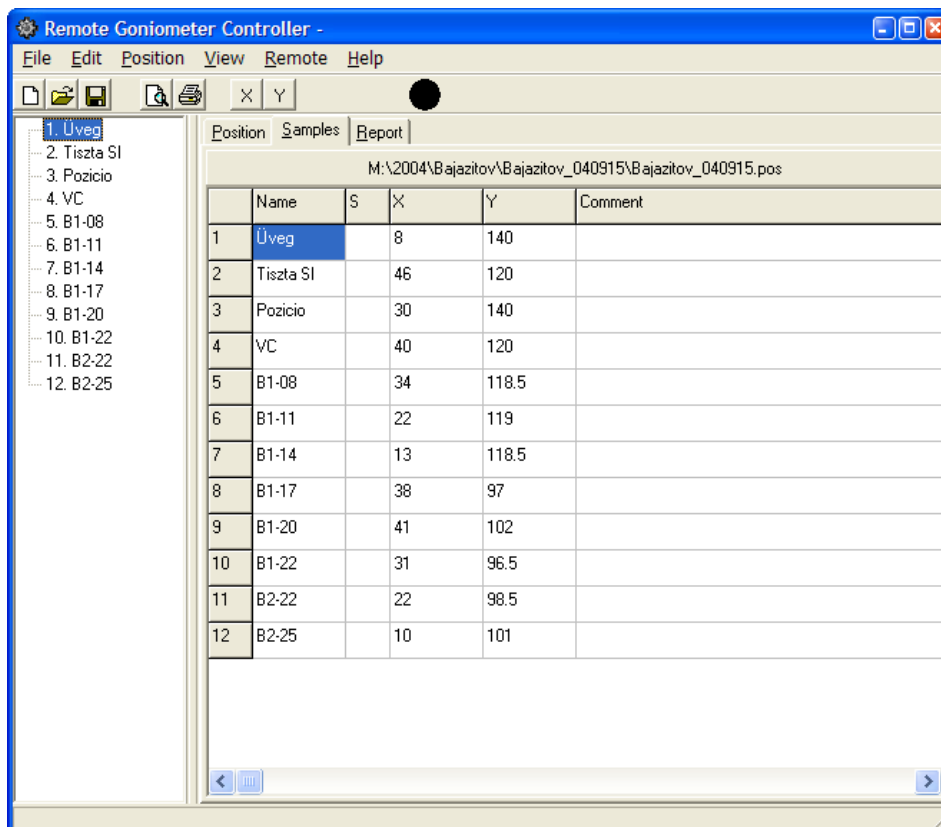 Remote Goniometer Controller -
File Edit Position View Remote Help
X Y
1. Üveg
2. Tiszta SI
3. Pozicio
4. VC
5. B1-08
6. B1-11
7. B1-14
8. B1-17
9. B1-20
10. B1-22
11. B2-22
12. B2-25
Position Samples Report
M:\2004\Bajazitov\Bajazitov_040915\Bajazitov_040915.pos
Name S X Y Comment
1 Üveg 8 140
2 Tiszta SI 46 120
3 Pozicio 30 140
4 VC 40 120
5 B1-08 34 118.5
6 B1-11 22 119
7 B1-14 13 118.5
8 B1-17 38 97
9 B1-20 41 102
10 B1-22 31 96.5
11 B2-22 22 98.5
12 B2-25 10 101